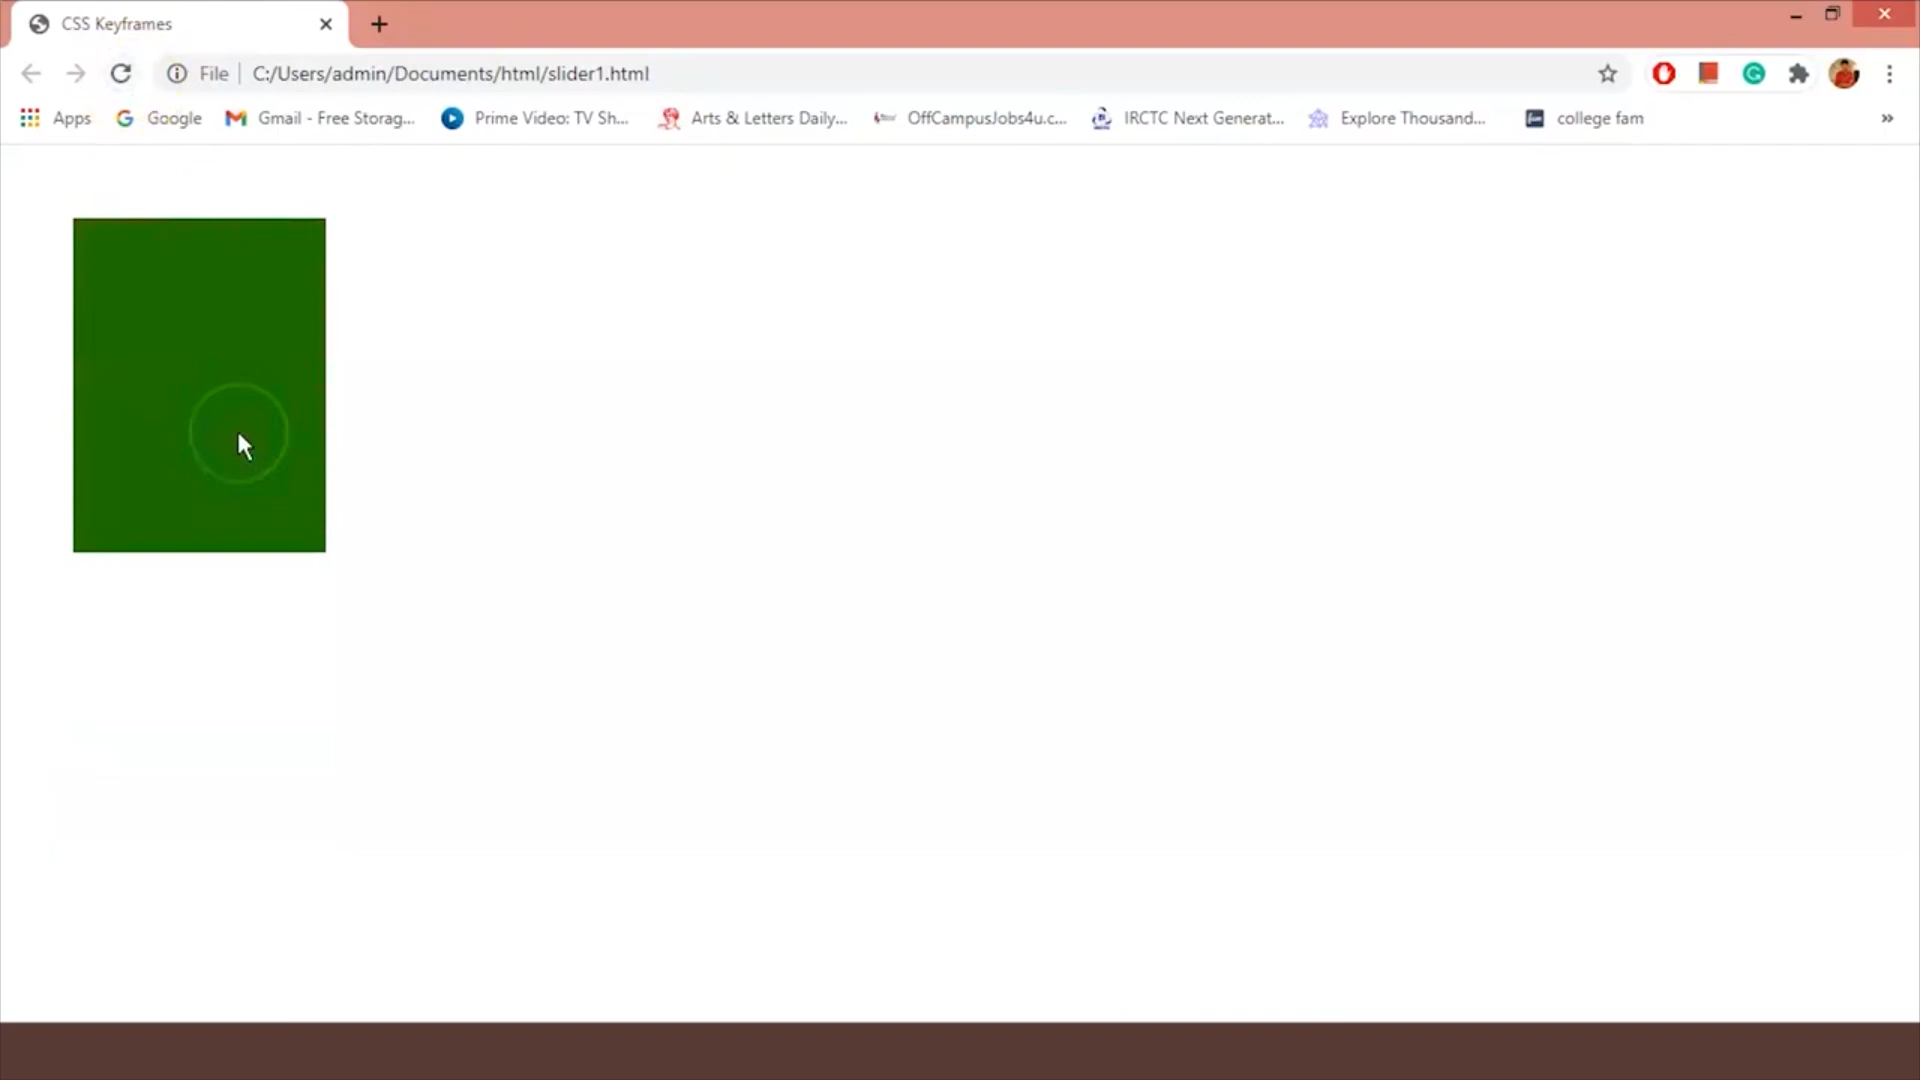 CSS Keyframes
File C:/Users/admin/Documents/html/slider1.html
Apps Google Gmail - Free Storag... Prime Video: TV Sh... Arts & Letters Daily... OffCampusJobs4u.c... IRCTC Next Generat... Explore Thousand... college fam